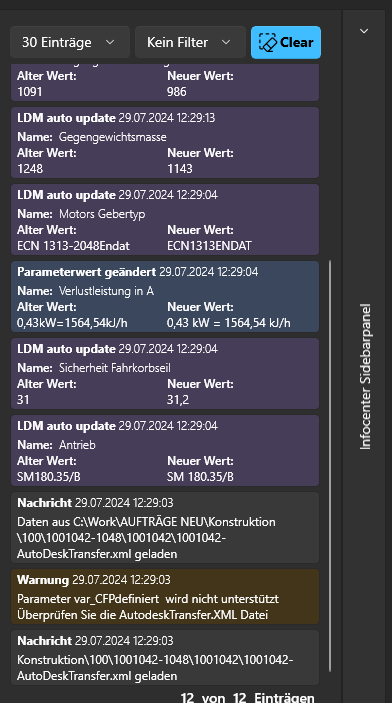 30 Einträge
Kein Filter
Clear
Alter Wert: Neuer Wert:
1091 986
LDM auto update 29.07.2024 12:29:13
Name: Gegengewichtsmasse
Alter Wert: Neuer Wert:
1248 1143
LDM auto update 29.07.2024 12:29:04
Name: Motors Gebertyp
Alter Wert: Neuer Wert:
ECN 1313-2048Endat ECN1313ENDAT
Parameterwert geändert 29.07.2024 12:29:04
Name: Verlustleistung in A
Alter Wert: Neuer Wert:
0,43kW=1564,54kJ/h 0,43 kW = 1564,54 kJ/h
LDM auto update 29.07.2024 12:29:04
Name: Sicherheit Fahrkorbseil
Alter Wert: Neuer Wert:
31 31,2
LDM auto update 29.07.2024 12:29:04
Name: Antrieb
Alter Wert: Neuer Wert:
SM180.35/B SM 180.35/B
Nachricht 29.07.2024 12:29:03
Daten aus C:\Work\AUFTRÄGE NEU\Konstruktion
\100\1001042-1048\1001042\1001042-
AutoDeskTransfer.xml geladen
Warnung 29.07.2024 12:29:03
Parameter var_CFPdefiniert wird nicht unterstützt
Überprüfen Sie die AutodeskTransfer.XML Datei
Nachricht 29.07.2024 12:29:03
Konstruktion\100\1001042-1048\1001042\1001042-
AutoDeskTransfer.xml geladen
12 von 12 Einträgen
Infocenter Sidebarpanel